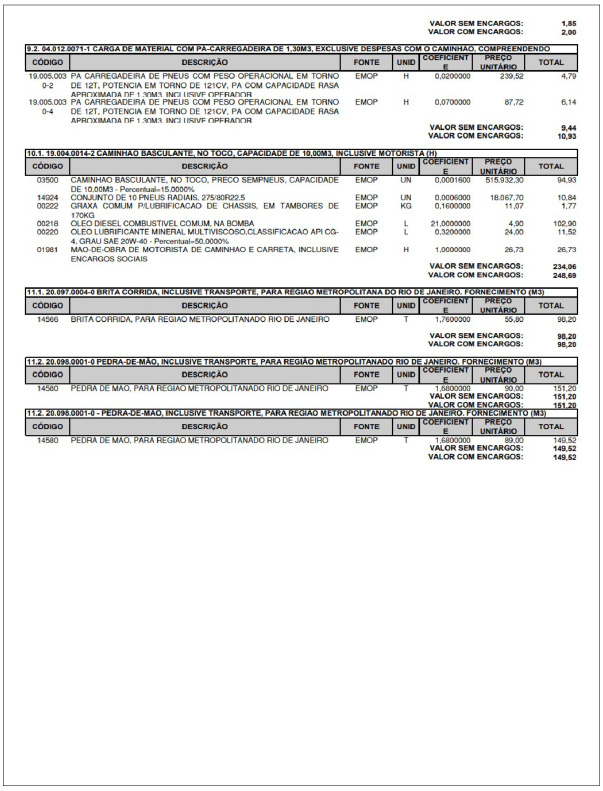 VALOR SEM ENCARGOS: 1,85
VALOR COM ENCARGOS: 2,00
9.2. 04.012.0071-1 CARGA DE MATERIAL COM PA-CARREGADEIRA DE 1,30M3, EXCLUSIVE DESPESAS COM O CAMINHAO, COMPREENDENDO
CÓDIGO DESCRIÇÃO FONTE UNID COEFICIENT E PREÇO UNITÁRIO TOTAL
19.005.003 PA CARREGADEIRA DE PNEUS COM PESO OPERACIONAL EM TORNO EMOP H 0,0200000 239,52 4,79
0-2 DE 12T, POTENCIA EM TORNO DE 121CV, PA COM CAPACIDADE RASA
APROXIMADA DE 1,30M3, INCLUSIVE OPERADOR
19.005.003 PA CARREGADEIRA DE PNEUS COM PESO OPERACIONAL EM TORNO EMOP H 0,0700000 87,72 6,14
0-4 DE 12T, POTENCIA EM TORNO DE 121CV, PA COM CAPACIDADE RASA
APROXIMADA DE 1,30M3, INCLUSIVE OPERADOR
VALOR SEM ENCARGOS: 9,44
VALOR COM ENCARGOS: 10,93
10.1. 19.004.0014-2 CAMINHAO BASCULANTE, NO TOCO, CAPACIDADE DE 10,00M3, INCLUSIVE MOTORISTA (H)
CÓDIGO DESCRIÇÃO FONTE UNID COEFICIENT E PREÇO UNITÁRIO TOTAL
03500 CAMINHAO BASCULANTE, NO TOCO, PRECO SEMPNEUS, CAPACIDADE EMOP UN 0,0001600 515.932,30 94,93
DE 10,00M3 - Percentual=15.0000%
14924 CONJUNTO DE 10 PNEUS RADIAIS, 275/80R22.5 EMOP UN 0,0006000 18.067,70 10,84
00222 GRAXA COMUM P/LUBRIFICACAO DE CHASSIS, EM TAMBORES DE EMOP KG 0,1600000 11,07 1,77
170KG
00218 OLEO DIESEL COMBUSTIVEL COMUM, NA BOMBA EMOP L 21,0000000 4,90 102,90
00220 OLEO LUBRIFICANTE MINERAL MULTIVISCOSO,CLASSIFICACAO API CG- EMOP L 0,3200000 24,00 11,52
4, GRAU SAE 20W-40 - Percentual=50.0000%
01981 MAO-DE-OBRA DE MOTORISTA DE CAMINHAO E CARRETA, INCLUSIVE EMOP H 1,0000000 26,73 26,73
ENCARGOS SOCIAIS
VALOR SEM ENCARGOS: 234,06
VALOR COM ENCARGOS: 248,69
11.1. 20.097.0004-0 BRITA CORRIDA, INCLUSIVE TRANSPORTE, PARA REGIAO METROPOLITANA DO RIO DE JANEIRO. FORNECIMENTO (M3)
CÓDIGO DESCRIÇÃO FONTE UNID COEFICIENT E PREÇO UNITÁRIO TOTAL
14566 BRITA CORRIDA, PARA REGIAO METROPOLITANADO RIO DE JANEIRO EMOP T 1,7600000 55,80 98,20
VALOR SEM ENCARGOS: 98,20
VALOR COM ENCARGOS: 98,20
11.2. 20.098.0001-0 PEDRA-DE-MÃO, INCLUSIVE TRANSPORTE, PARA REGIÃO METROPOLITANADO RIO DE JANEIRO. FORNECIMENTO (M3)
CÓDIGO DESCRIÇÃO FONTE UNID COEFICIENT E PREÇO UNITÁRIO TOTAL
14580 PEDRA DE MAO, PARA REGIAO METROPOLITANADO RIO DE JANEIRO EMOP T 1,6800000 90,00 151,20
VALOR SEM ENCARGOS: 151,20
VALOR COM ENCARGOS: 151,20
11.2. 20.098.0001-0 - PEDRA-DE-MAO, INCLUSIVE TRANSPORTE, PARA REGIAO METROPOLITANADO RIO DE JANEIRO. FORNECIMENTO (M3)
CÓDIGO DESCRIÇÃO FONTE UNID COEFICIENT E PREÇO UNITÁRIO TOTAL
14580 PEDRA DE MAO, PARA REGIAO METROPOLITANADO RIO DE JANEIRO EMOP T 1,6800000 89,00 149,52
VALOR SEM ENCARGOS: 149,52
VALOR COM ENCARGOS: 149,52